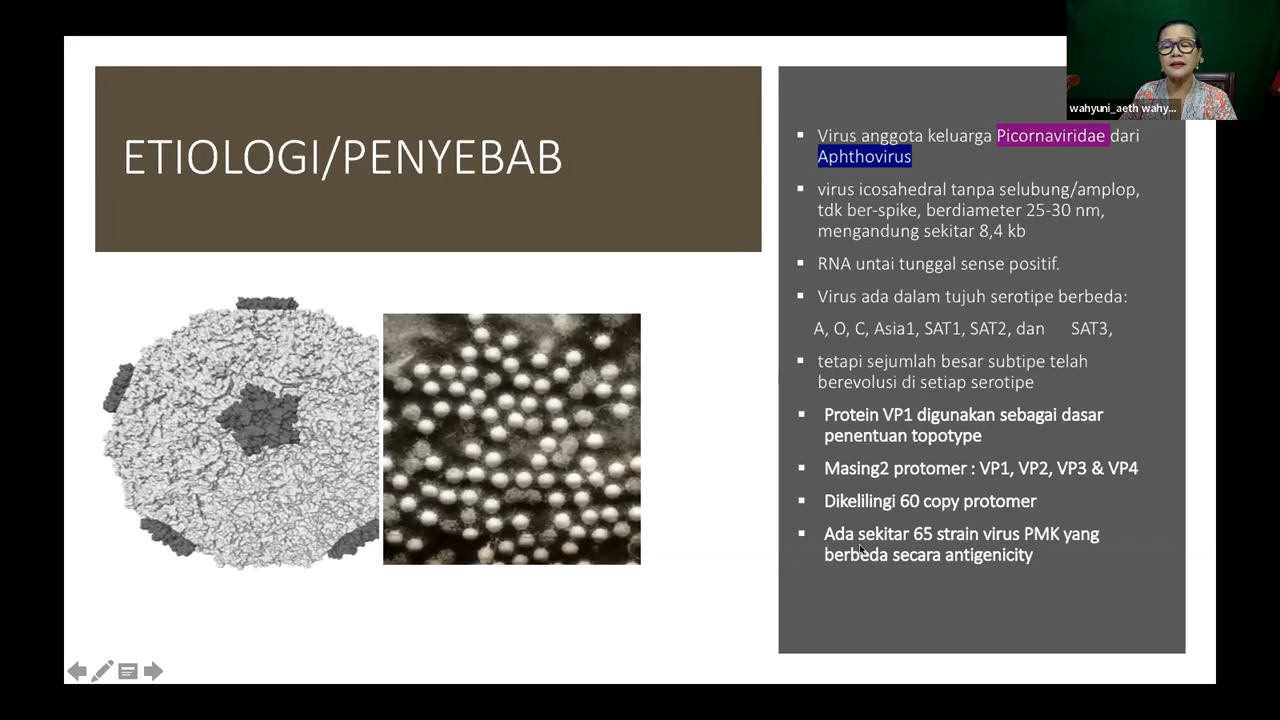 wahyuni_aeth wahy...
ETIOLOGI/PENYEBAB
Virus anggota keluarga Picornaviridae dari
Aphthovirus
virus icosahedral tanpa selubung/amplop,
tdk ber-spike, berdiameter 25-30 nm,
mengandung sekitar 8,4 kb
RNA untai tunggal sense positif.
Virus ada dalam tujuh serotipe berbeda:
A, O, C, Asia1, SAT1, SAT2, dan SAT3,
tetapi sejumlah besar subtipe telah
berevolusi di setiap serotipe
Protein VP1 digunakan sebagai dasar
penentuan topotype
Masing2 protomer : VP1, VP2, VP3 & VP4
Dikelilingi 60 copy protomer
Ada sekitar 65 strain virus PMK yang
berbeda secara antigenicity